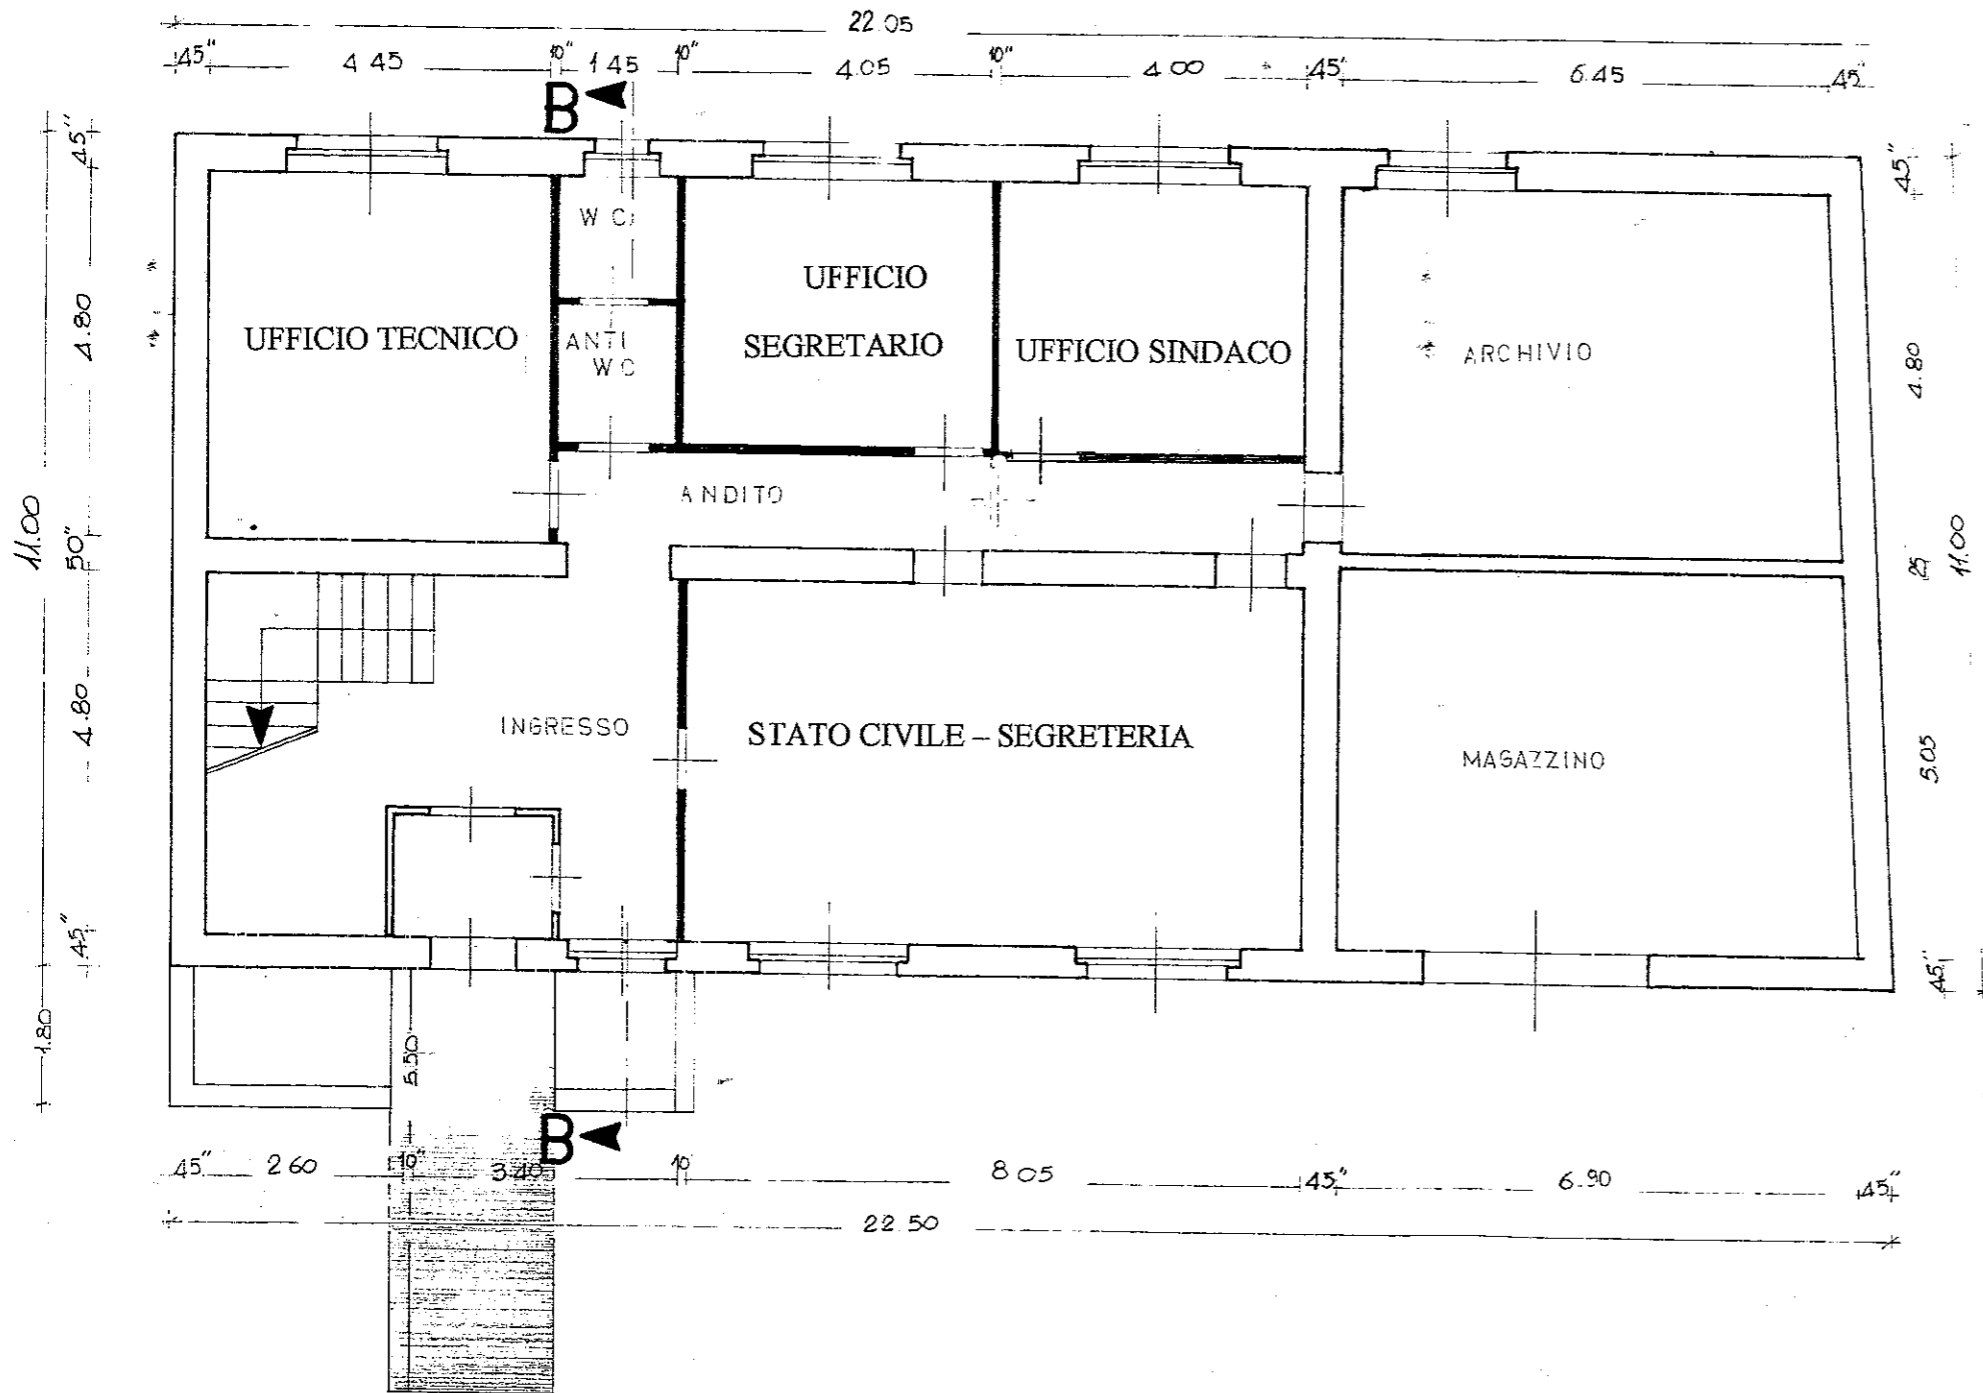 22.05
45" 4 45 10" 1 45 10" 4.05 10" 4.00 45' 6.45 45"
B
45"
4.80
50"
4.80
45"
11.00
1.80
45"
4.80
25
5.05
45"
11.00
W C
ANTI
W C
UFFICIO TECNICO
UFFICIO
SEGRETARIO
UFFICIO SINDACO
ARCHIVIO
ANDITO
INGRESSO
STATO CIVILE – SEGRETERIA
MAGAZZINO
5.50
B
45" 2 60 10" 3.40 10 8 05 45" 6.90 45"
22.50